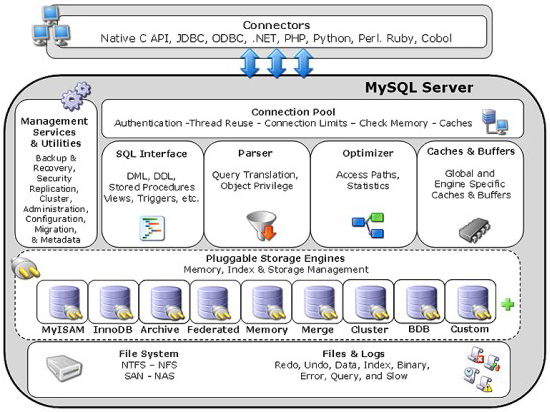 Connectors
Native C API, JDBC, ODBC, .NET, PHP, Python, Perl. Ruby, Cobol
MySQL Server
Management
Services
& Utilities
Backup &
Recovery,
Security
Replication,
Cluster,
Administration,
Configuration,
Migration,
& Metadata
Connection Pool
Authentication -Thread Reuse - Connection Limits – Check Memory - Caches
SQL Interface
DML, DDL,
Stored Procedures
Views, Triggers, etc.
Parser
Query Translation,
Object Privilege
Optimizer
Access Paths,
Statistics
Caches & Buffers
Global and
Engine Specific
Caches & Buffers
Pluggable Storage Engines
Memory, Index & Storage Management
MyISAM
InnoDB
Archive
Federated
Memory
Merge
Cluster
BDB
Custom
File System
NTFS – NFS
SAN - NAS
Files & Logs
Redo, Undo, Data, Index, Binary,
Error, Query, and Slow